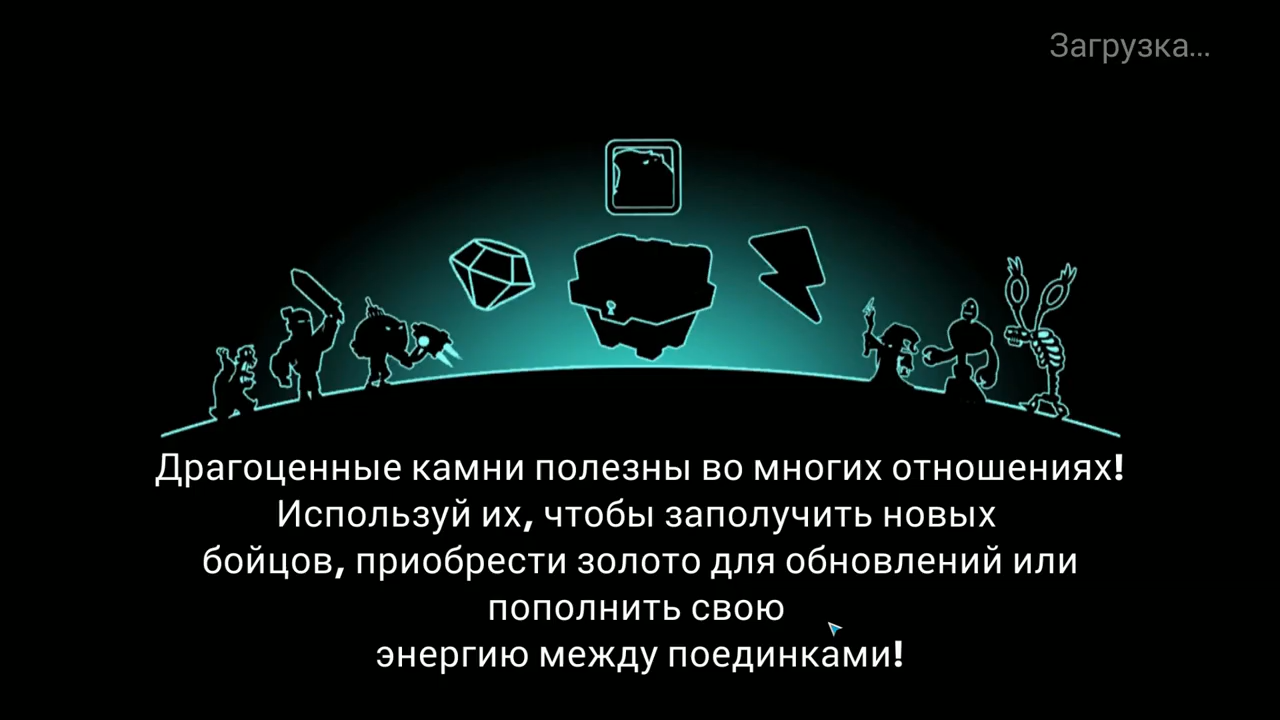 Загрузка...
Драгоценные камни полезны во многих отношениях!
Используй их, чтобы заполучить новых
бойцов, приобрести золото для обновлений или
пополнить свою
энергию между поединками!